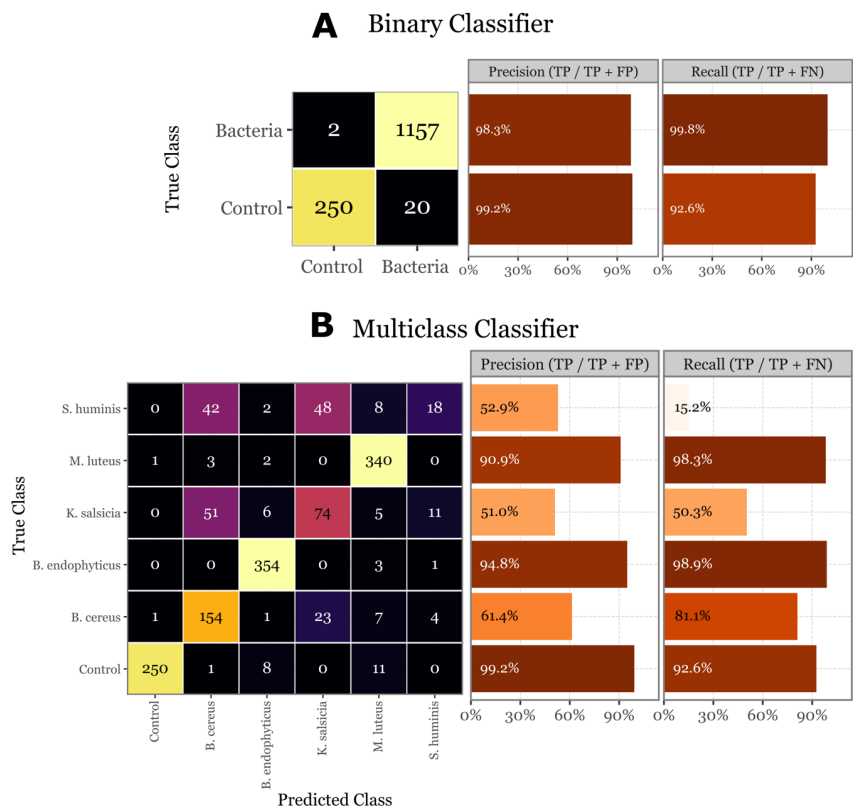 A Binary Classifier
Precision (TP / TP + FP) Recall (TP / TP + FN)
True Class
Bacteria 2 1157 98.3% 99.8%
Control 250 20 99.2% 92.6%
Control Bacteria
0% 30% 60% 90% 0% 30% 60% 90%
B Multiclass Classifier
Precision (TP / TP + FP) Recall (TP / TP + FN)
True Class
S. huminis 0 42 2 48 8 18 52.9% 15.2%
M. luteus 1 3 2 0 340 0 90.9% 98.3%
K. salsicia 0 51 6 74 5 11 51.0% 50.3%
B. endophyticus 0 0 354 0 3 1 94.8% 98.9%
B. cereus 1 154 1 23 7 4 61.4% 81.1%
Control 250 1 8 0 11 0 99.2% 92.6%
0% 30% 60% 90% 0% 30% 60% 90%
Control B. cereus B. endophyticus K. salsicia M. luteus S. huminis
Predicted Class